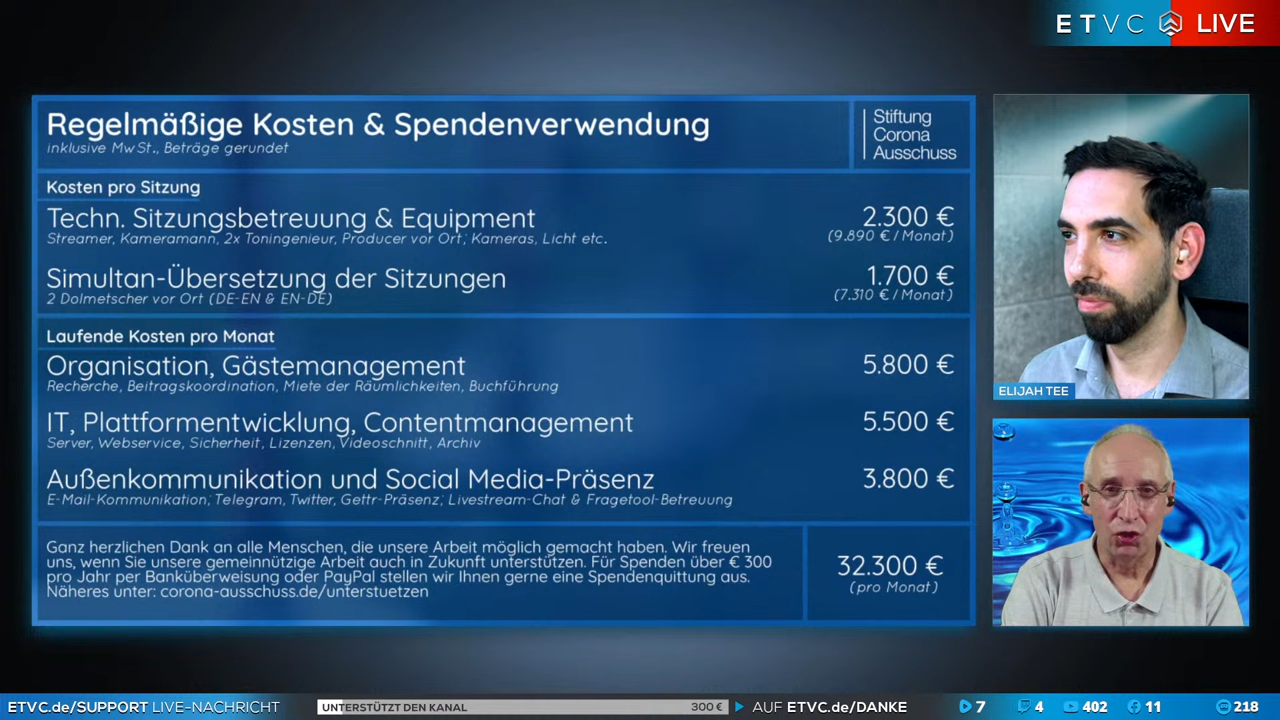 ETVC LIVE
Regelmäßige Kosten & Spendenverwendung
inklusive MwSt., Beträge gerundet
Stiftung
Corona
Ausschuss
Kosten pro Sitzung
Techn. Sitzungsbetreuung & Equipment
2.300 €
Streamer, Kameramann, 2x Toningenieur, Producer vor Ort, Kameras, Licht etc.
(9.890 € / Monat)
Simultan-Übersetzung der Sitzungen
1.700 €
2 Dolmetscher vor Ort (DE-EN & EN-DE)
(7.310 € / Monat)
Laufende Kosten pro Monat
Organisation, Gästemanagement
5.800 €
Recherche, Beitragskoordination, Miete der Räumlichkeiten, Buchführung
IT, Plattformentwicklung, Contentmanagement
5.500 €
Server, Webservice, Sicherheit, Lizenzen, Videoschnitt, Archiv
Außenkommunikation und Social Media-Präsenz
3.800 €
E-Mail-Kommunikation, Telegram, Twitter, Gettr-Präsenz, Livestream-Chat & Fragetool-Betreuung
Ganz herzlichen Dank an alle Menschen, die unsere Arbeit möglich gemacht haben. Wir freuen
uns, wenn Sie unsere gemeinnützige Arbeit auch in Zukunft unterstützen. Für Spenden über € 300
pro Jahr per Banküberweisung oder PayPal stellen wir Ihnen gerne eine Spendenquittung aus.
Näheres unter: corona-ausschuss.de/unterstuetzen
32.300 €
(pro Monat)
ELIJAH TEE
ETVC.de/SUPPORT LIVE-NACHRICHT
UNTERSTÜTZT DEN KANAL
300 €
AUF ETVC.de/DANKE
7
4
402
11
218